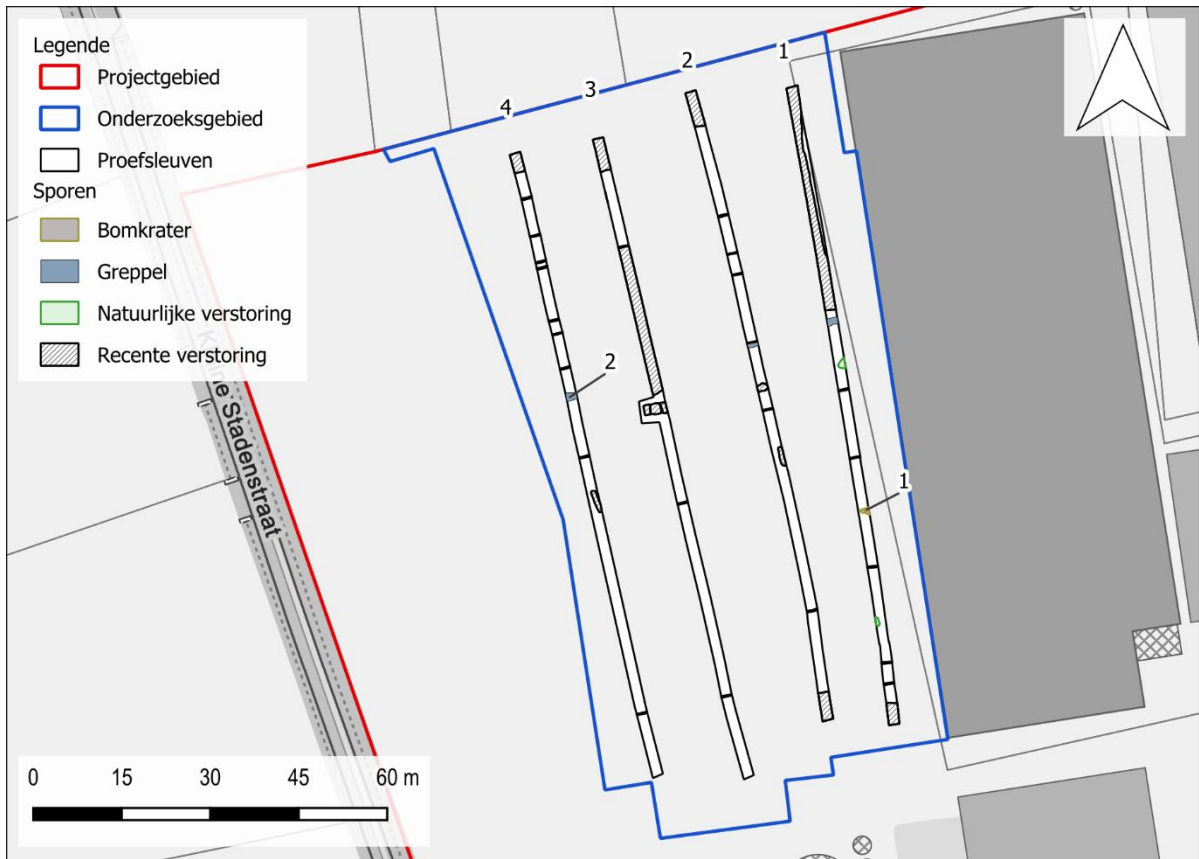 Legende
Projectgebied
Onderzoeksgebied
Proefsleuven
Sporen
Bomkrater
Greppel
Natuurlijke verstoring
Recente verstoring
4
3
2
1
2
1
Kleine Stadenstraat
0 15 30 45 60 m